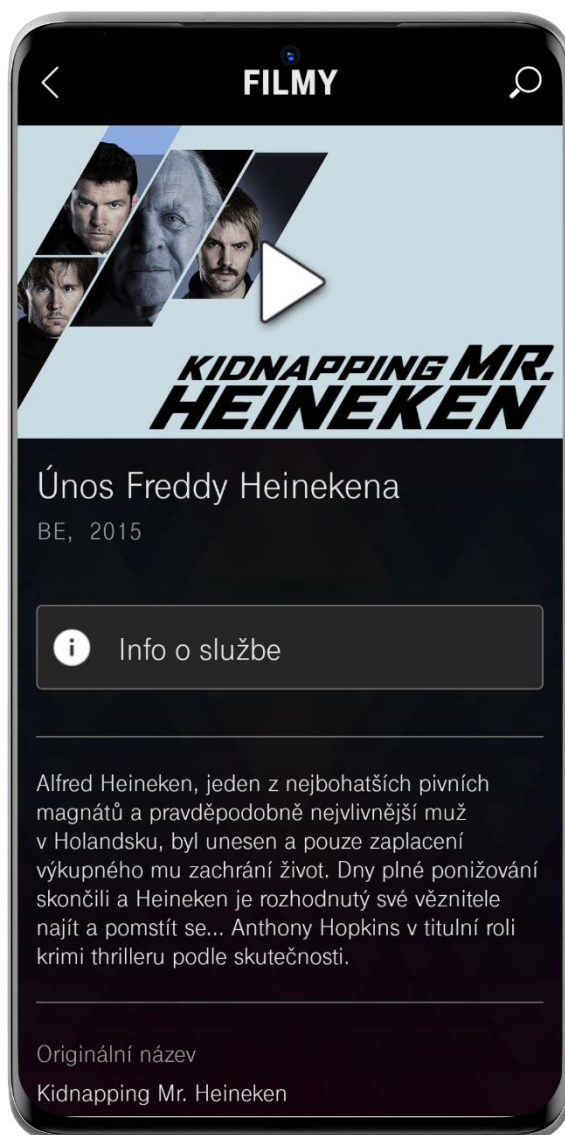 FILMY
KIDNAPPING MR.
HEINEKEN
Únos Freddy Heinekena
BE, 2015
i Info o službe
Alfred Heineken, jeden z nejbohatších pivních
magnátů a pravděpodobně nejvlivnější muž
v Holandsku, byl unesen a pouze zaplacení
výkupného mu zachrání život. Dny plné ponižování
skončili a Heineken je rozhodnutý své věznitele
najít a pomstít se... Anthony Hopkins v titulní roli
krimi thrilleru podle skutečnosti.
Originální název
Kidnapping Mr. Heineken